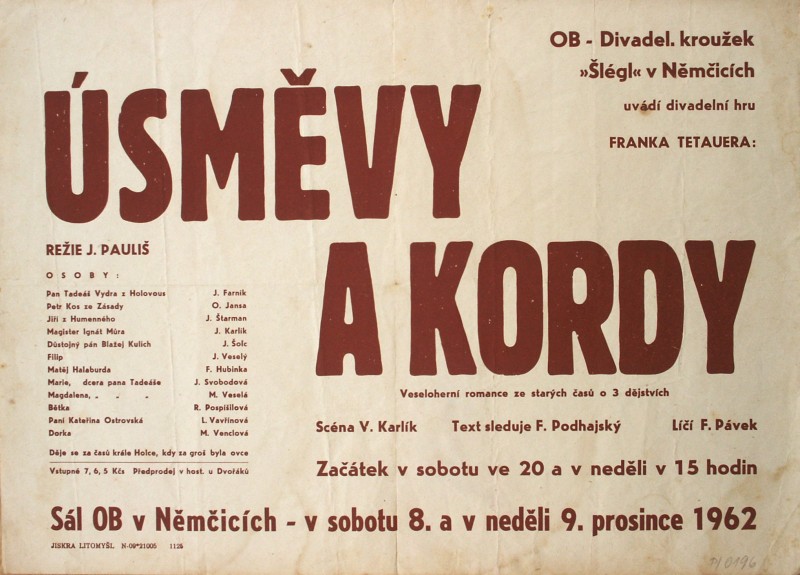 OB - Divadel. kroužek
»Šlégl« v Němčicích
uvádí divadelní hru
FRANKA TETAUERA:
ÚSMĚVY
A KORDY
REŽIE J. PAULIŠ
OSOBY:
Pan Tadeáš Vydra z Holovous J. Farník
Petr Kos ze Zásady O. Jansa
Jiří z Humenného J. Štarman
Magister Ignát Můra J. Karlík
Důstojný pán Blažej Kulich J. Šolc
Filip J. Veselý
Matěj Halaburda F. Hubinka
Marie, dcera pana Tadeáše J. Svobodová
Magdalena, „ „ „ M. Veselá
Bětka R. Pospíšilová
Paní Kateřina Ostrovská L. Vavřínová
Dorka M. Venclová
Děje se za časů krále Holce, kdy za groš byla ovce
Vstupné 7, 6, 5 Kčs Předprodej v host. u Dvořáků
Veseloherní romance ze starých časů o 3 dějstvích
Scéna V. Karlík Text sleduje F. Podhajský Líčí F. Pávek
Začátek v sobotu ve 20 a v neděli v 15 hodin
Sál OB v Němčicích - v sobotu 8. a v neděli 9. prosince 1962
JISKRA LITOMYŠL N-09*21005 1125